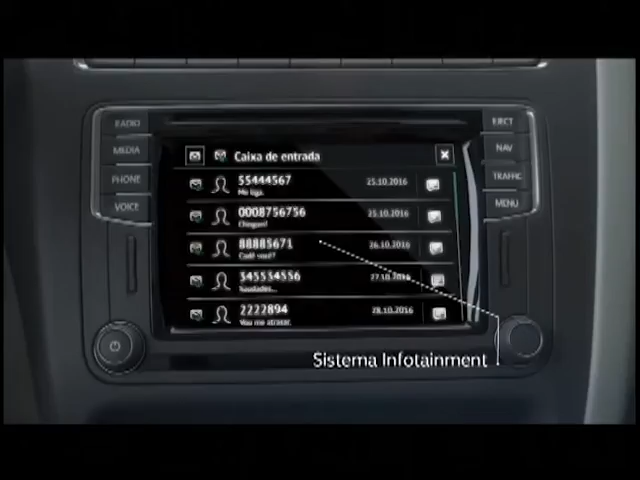 RADIO
MEDIA
PHONE
VOICE
EJECT
NAV
TRAFFIC
MENU
Caixa de entrada
55444567 25.10.2016
Me liga.
0008756756 25.10.2016
Cheguei!
88885671 26.10.2016
Cadê você?
345534556 27.10.2016
Saudades...
2222894 28.10.2016
Vou me atrasar.
Sistema Infotainment